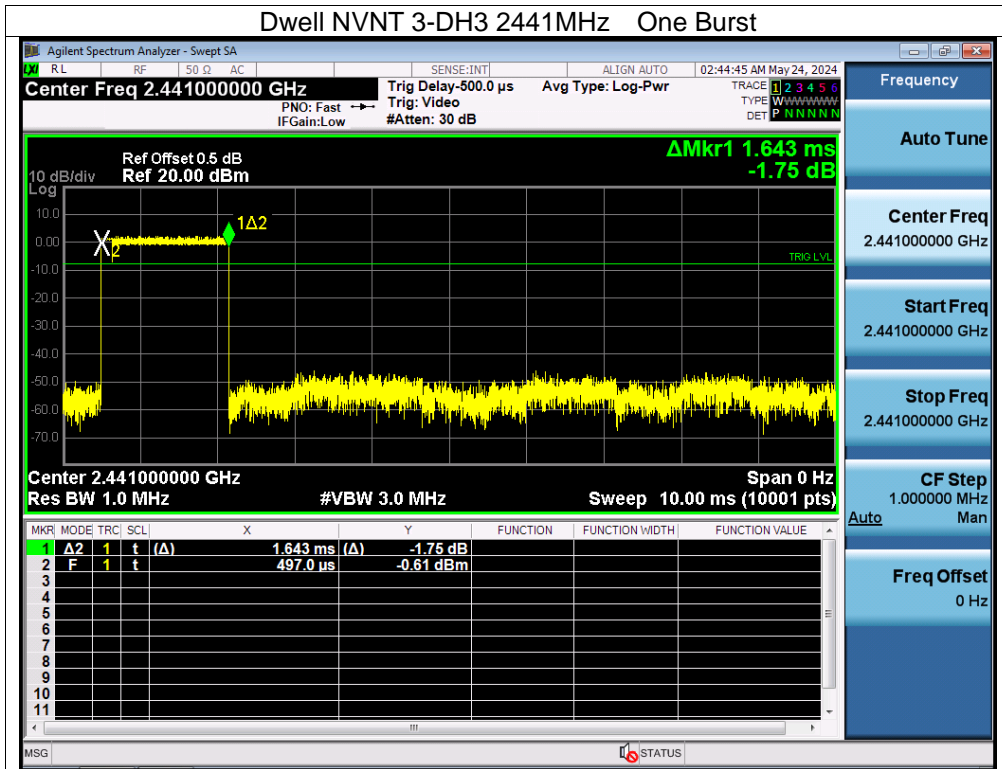 Dwell NVNT 3-DH3 2441MHz One Burst
Agilent Spectrum Analyzer - Swept SA
LXI RL RF 50 Ω AC SENSE:INT ALIGN AUTO 02:44:45 AM May 24, 2024
Center Freq 2.441000000 GHz
PNO: Fast
IFGain:Low
Trig Delay-500.0 µs
Trig: Video
#Atten: 30 dB
Avg Type: Log-Pwr
TRACE 1 2 3 4 5 6
TYPE WWWWWW
DET P N N N N N
Frequency
Auto Tune
Center Freq
2.441000000 GHz
Start Freq
2.441000000 GHz
Stop Freq
2.441000000 GHz
CF Step
1.000000 MHz
Auto Man
Freq Offset
0 Hz
ΔMkr1 1.643 ms
-1.75 dB
Ref Offset 0.5 dB
10 dB/div Ref 20.00 dBm
Log
10.0
0.00
-10.0
-20.0
-30.0
-40.0
-50.0
-60.0
-70.0
1Δ2
2
TRIG LVL
Center 2.441000000 GHz Span 0 Hz
Res BW 1.0 MHz #VBW 3.0 MHz Sweep 10.00 ms (10001 pts)
MKR MODE TRC SCL X Y FUNCTION FUNCTION WIDTH FUNCTION VALUE
1 Δ2 1 t (Δ) 1.643 ms (Δ) -1.75 dB
2 F 1 t 497.0 µs -0.61 dBm
3
4
5
6
7
8
9
10
11
MSG STATUS